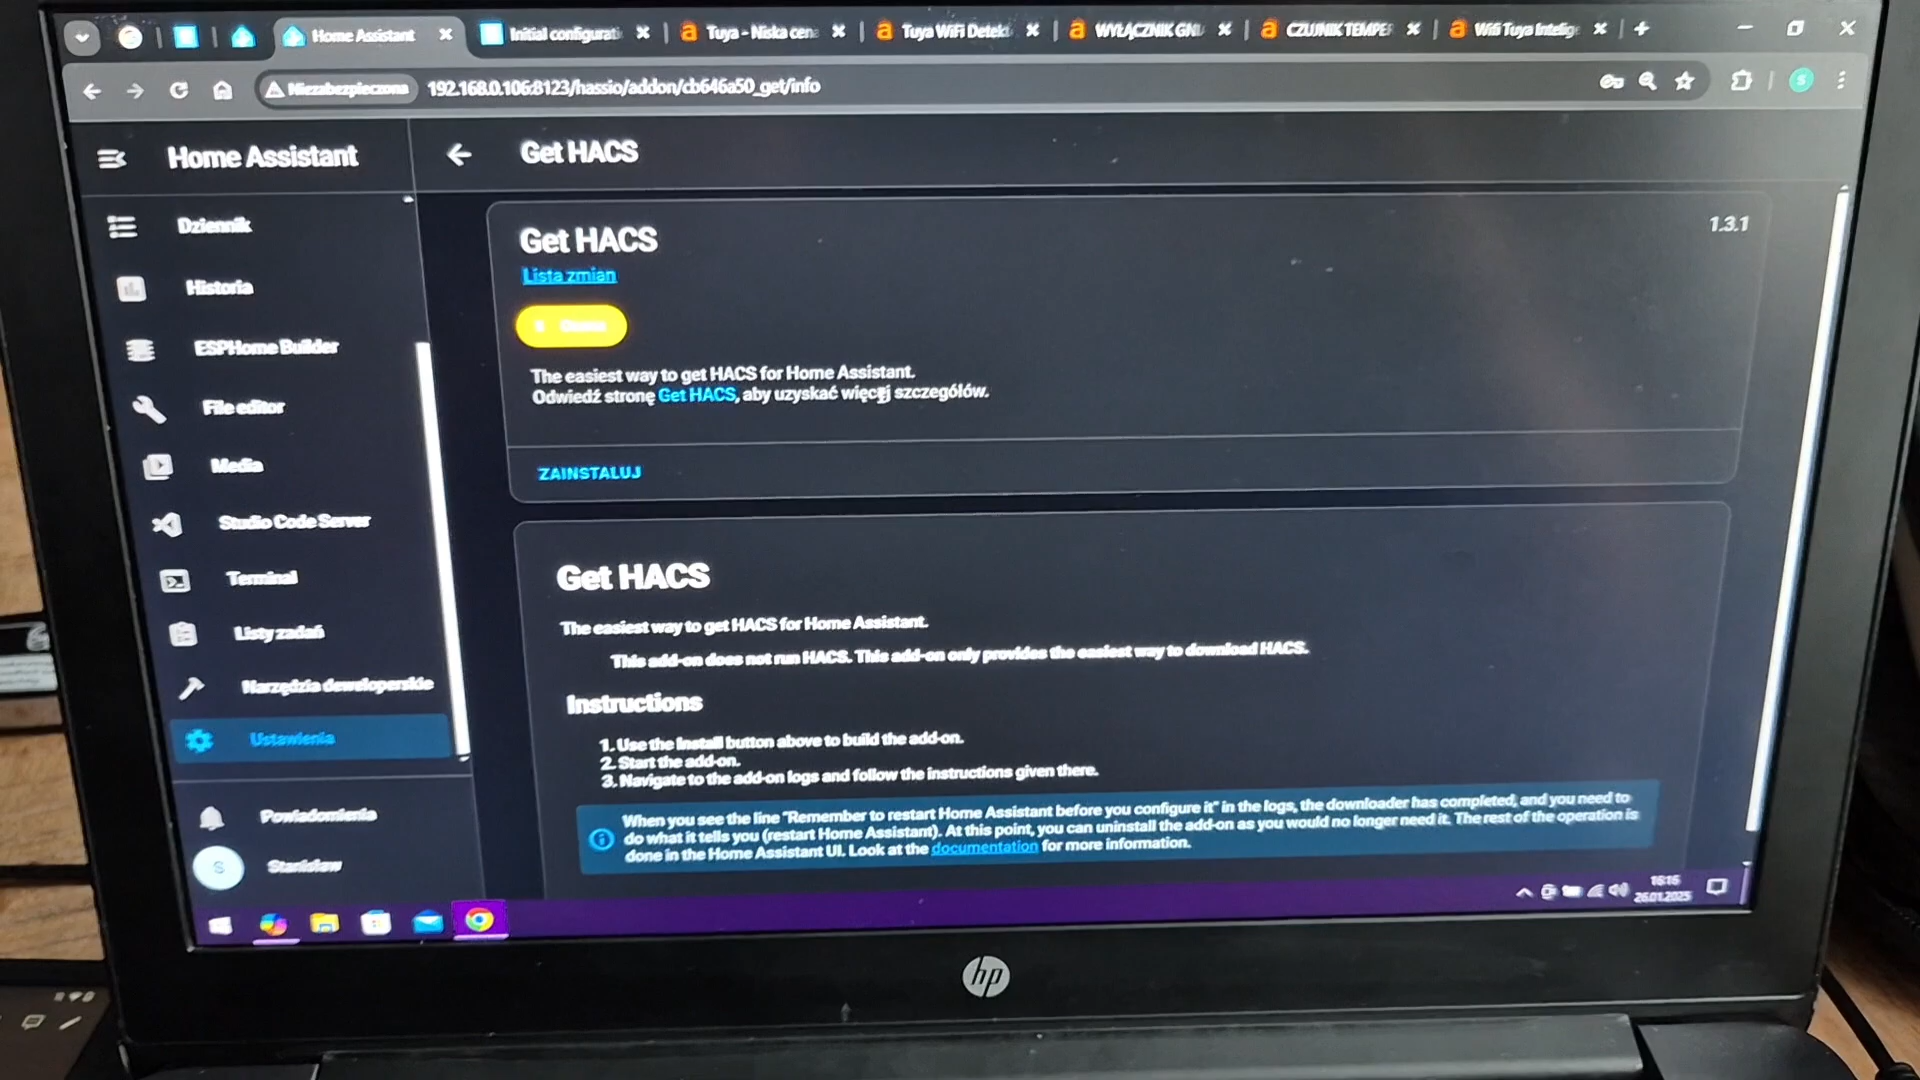 Home Assistant
Initial configurati
Tuya - Niska cena
Tuya WiFi Detekt
WYŁĄCZNIK GNI
CZUJNIK TEMPER
Wifi Tuya Intelig
Niezabezpieczona
192.168.0.106:8123/hassio/addon/cb646a50_get/info
S
Home Assistant
Get HACS
Dziennik
Historia
ESPHome Builder
File editor
Media
Studio Code Server
Terminal
Listy zadań
Narzędzia deweloperskie
Ustawienia
Powiadomienia
S
Stanisław
Get HACS
1.3.1
Lista zmian
The easiest way to get HACS for Home Assistant.
Odwiedź stronę Get HACS, aby uzyskać więcej szczegółów.
ZAINSTALUJ
Get HACS
The easiest way to get HACS for Home Assistant.
This add-on does not run HACS. This add-on only provides the easiest way to download HACS.
Instructions
1. Use the Install button above to build the add-on.
2. Start the add-on.
3. Navigate to the add-on logs and follow the instructions given there.
When you see the line "Remember to restart Home Assistant before you configure it" in the logs, the downloader has completed, and you need to
do what it tells you (restart Home Assistant). At this point, you can uninstall the add-on as you would no longer need it. The rest of the operation is
done in the Home Assistant UI. Look at the documentation for more information.
16:16
26.01.2025
hp